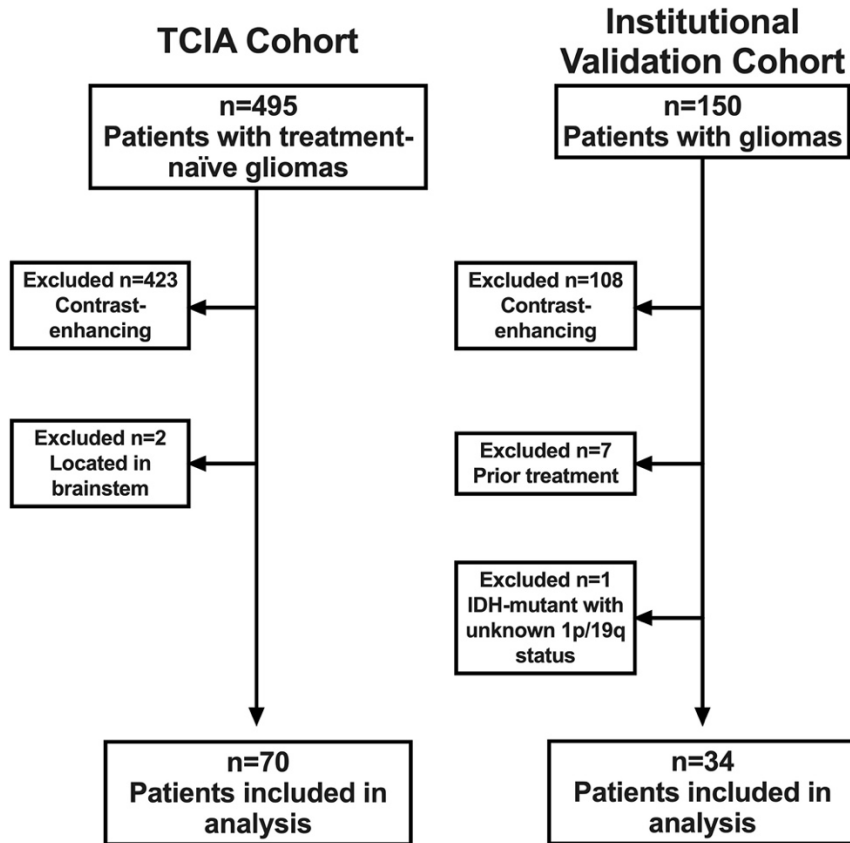 TCIA Cohort
n=495
Patients with treatment-
naïve gliomas
Excluded n=423
Contrast-
enhancing
Excluded n=2
Located in
brainstem
n=70
Patients included in
analysis
Institutional
Validation Cohort
n=150
Patients with gliomas
Excluded n=108
Contrast-
enhancing
Excluded n=7
Prior treatment
Excluded n=1
IDH-mutant with
unknown 1p/19q
status
n=34
Patients included in
analysis